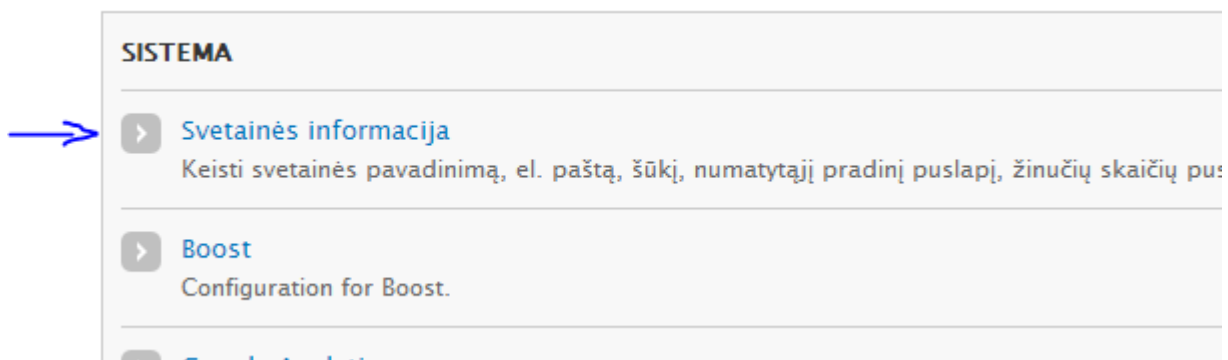 SISTEMA
Svetainės informacija
Keisti svetainės pavadinimą, el. paštą, šūkį, numatytąjį pradinį puslapį, žinučių skaičių
Boost
Configuration for Boost.